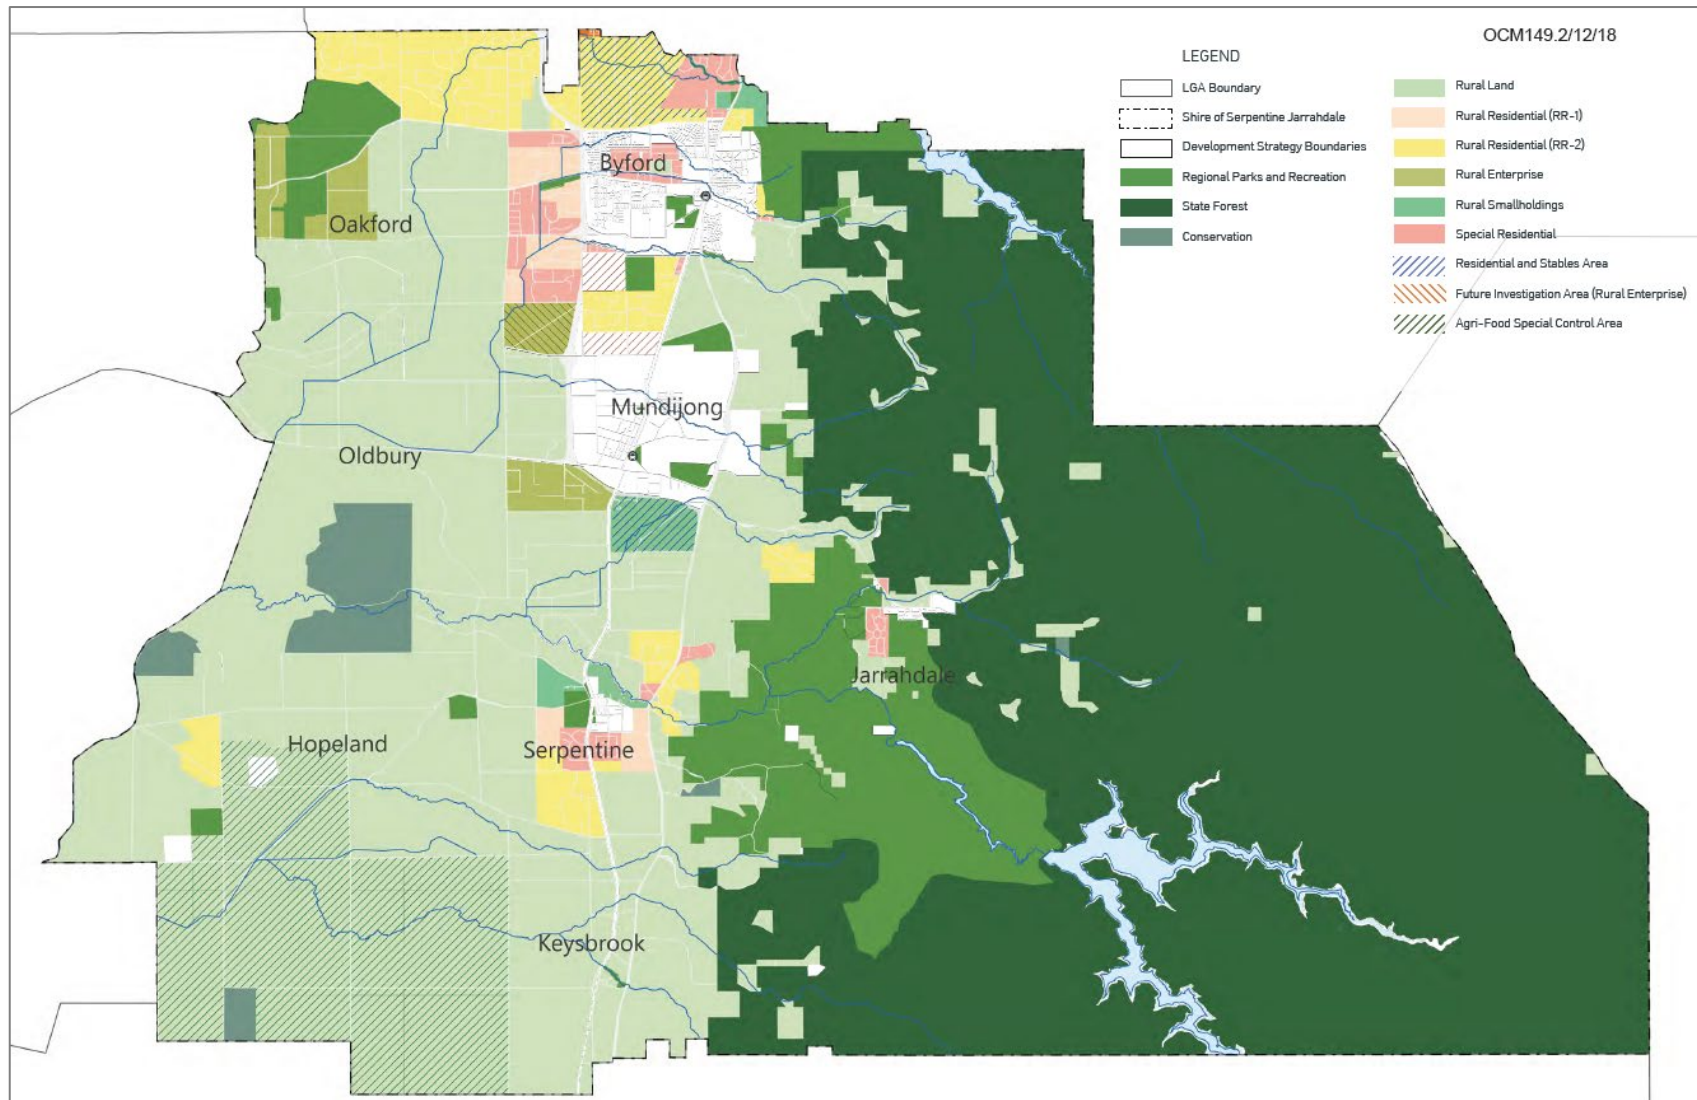 OCM149.2/12/18
LEGEND
LGA Boundary
Shire of Serpentine Jarrahdale
Development Strategy Boundaries
Regional Parks and Recreation
State Forest
Conservation
Rural Land
Rural Residential (RR-1)
Rural Residential (RR-2)
Rural Enterprise
Rural Smallholdings
Special Residential
Residential and Stables Area
Future Investigation Area (Rural Enterprise)
Agri-Food Special Control Area
Byford
Oakford
Mundijong
Oldbury
Jarrahdale
Hopeland
Serpentine
Keysbrook